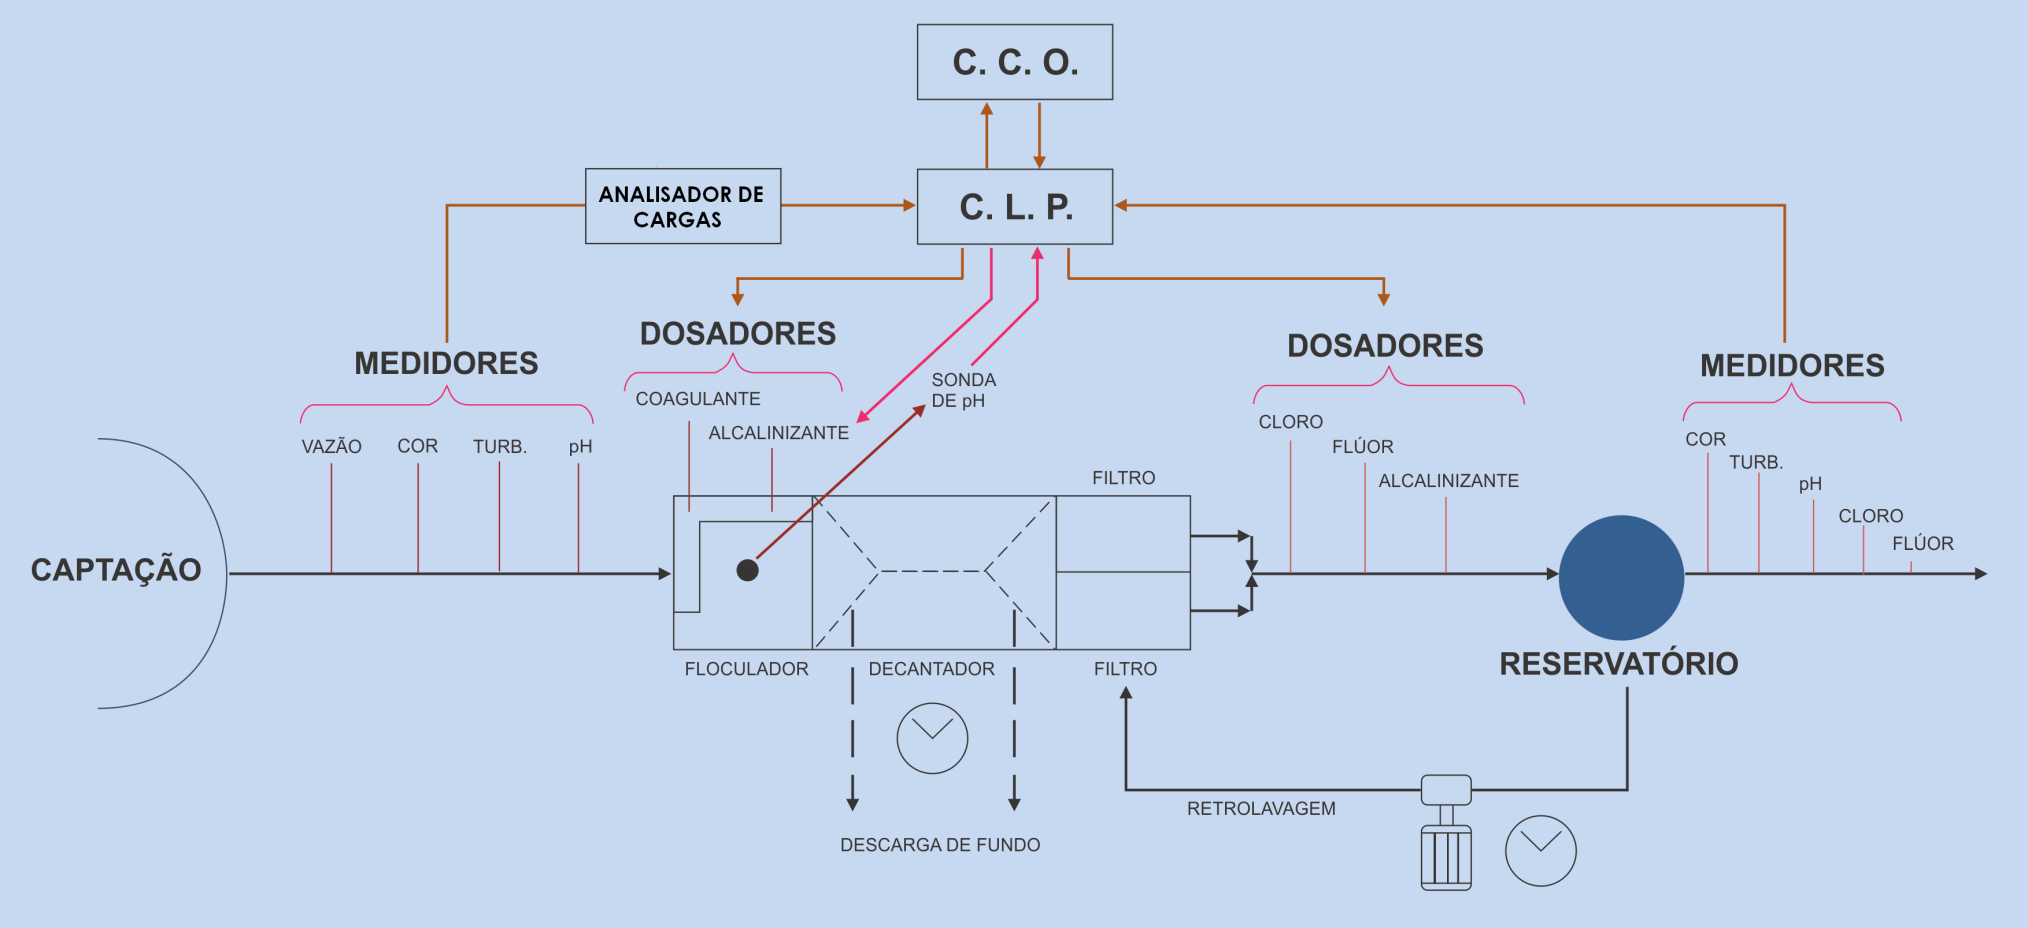 C. C. O.
ANALISADOR DE
CARGAS
C. L. P.
MEDIDORES
VAZÃO
COR
TURB.
pH
DOSADORES
COAGULANTE
ALCALINIZANTE
SONDA
DE pH
DOSADORES
CLORO
FLÚOR
ALCALINIZANTE
MEDIDORES
COR
TURB.
pH
CLORO
FLÚOR
CAPTAÇÃO
FILTRO
FLOCULADOR
DECANTADOR
FILTRO
RESERVATÓRIO
RETROLAVAGEM
DESCARGA DE FUNDO